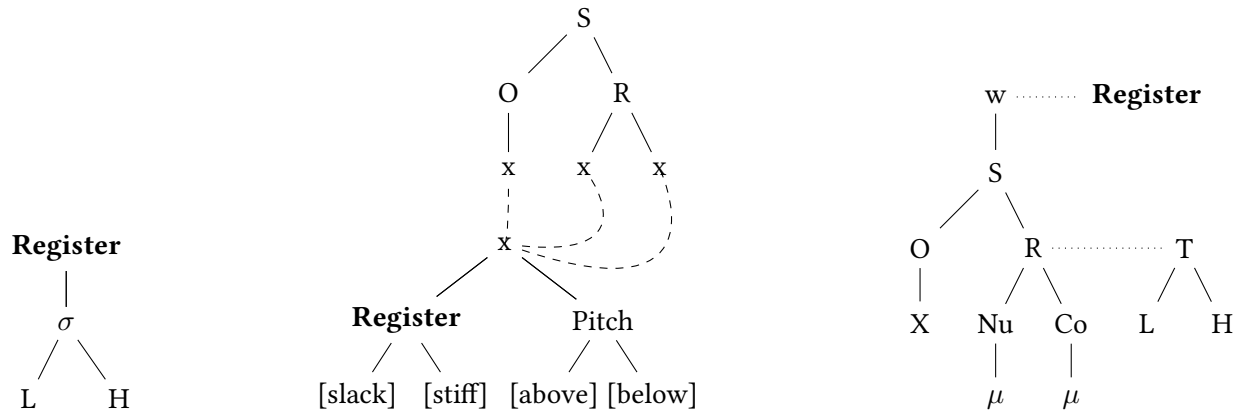 Register
σ
L H
S
O R
x x x
x
Register Pitch
[slack] [stiff] [above] [below]
w Register
S
O R T
X Nu Co L H
μ μ